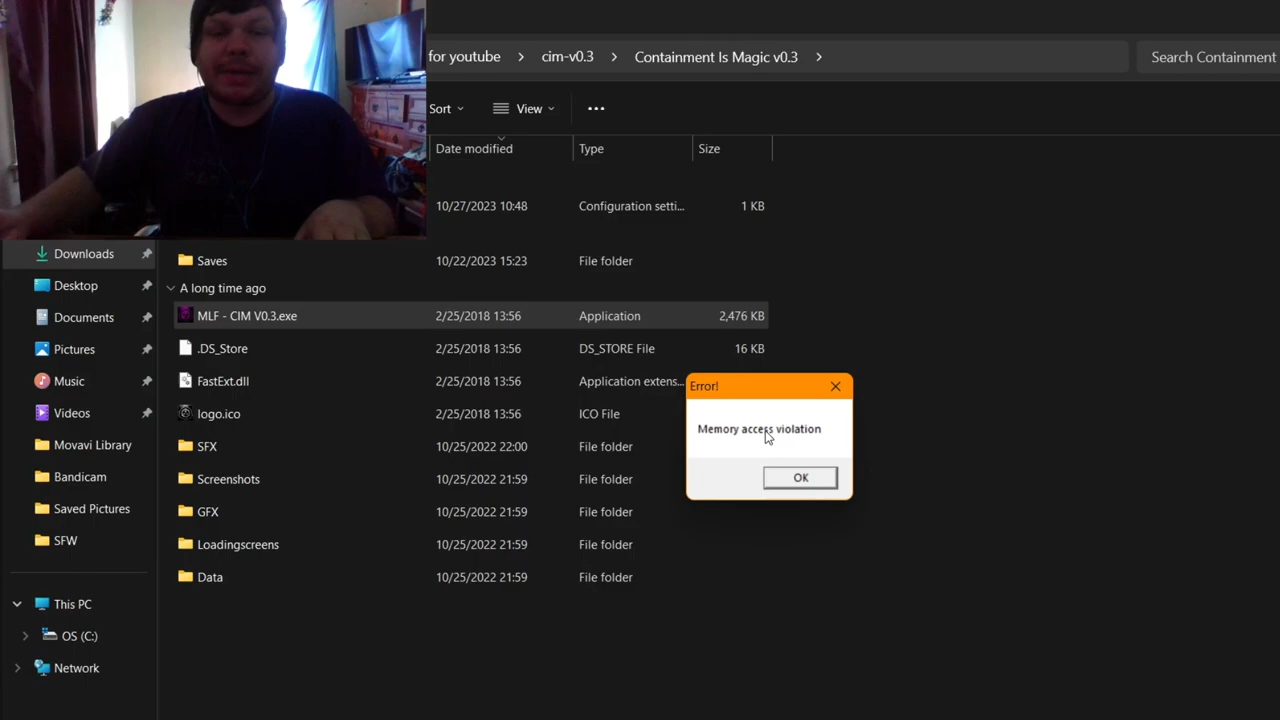 for youtube > cim-v0.3 > Containment Is Magic v0.3 >
Search Containment
Sort
View
Date modified
Type
Size
10/27/2023 10:48 Configuration setti... 1 KB
Downloads
Saves 10/22/2023 15:23 File folder
Desktop
A long time ago
Documents
MLF - CIM V0.3.exe 2/25/2018 13:56 Application 2,476 KB
Pictures
.DS_Store 2/25/2018 13:56 DS_STORE File 16 KB
Music
FastExt.dll 2/25/2018 13:56 Application extens...
Error!
Videos
logo.ico 2/25/2018 13:56 ICO File
Memory access violation
Movavi Library
SFX 10/25/2022 22:00 File folder
Bandicam
Screenshots 10/25/2022 21:59 File folder
OK
Saved Pictures
GFX 10/25/2022 21:59 File folder
SFW
Loadingscreens 10/25/2022 21:59 File folder
Data 10/25/2022 21:59 File folder
This PC
OS (C:)
Network